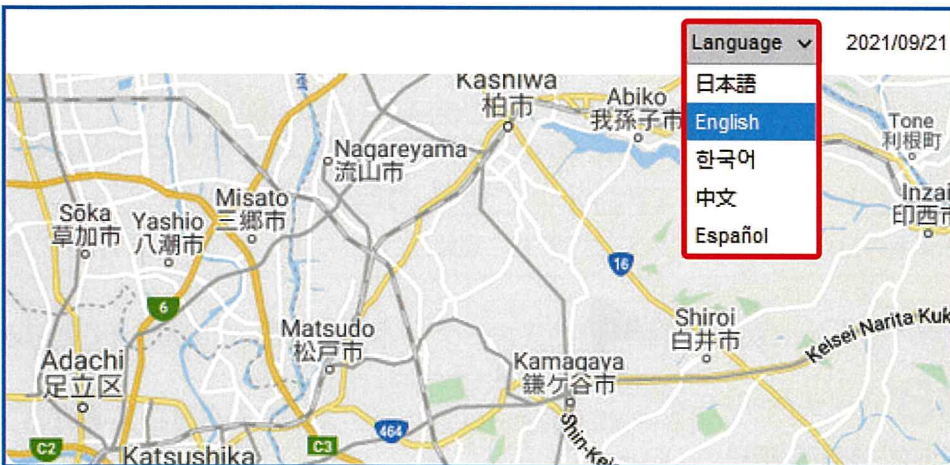 Language
2021/09/21
日本語
English
한국어
中文
Español
Kashiwa
柏市
Abiko
我孫子市
Tone
利根町
Nagareyama
流山市
Misato
三郷市
Sōka
草加市
Yashio
八潮市
Inzai
印西市
16
6
Matsudo
松戸市
Shiroi
白井市
Keisei Narita Kuk
Adachi
足立区
Kamagaya
鎌ケ谷市
464
C2
C3
Katsushika
Shin-Kei